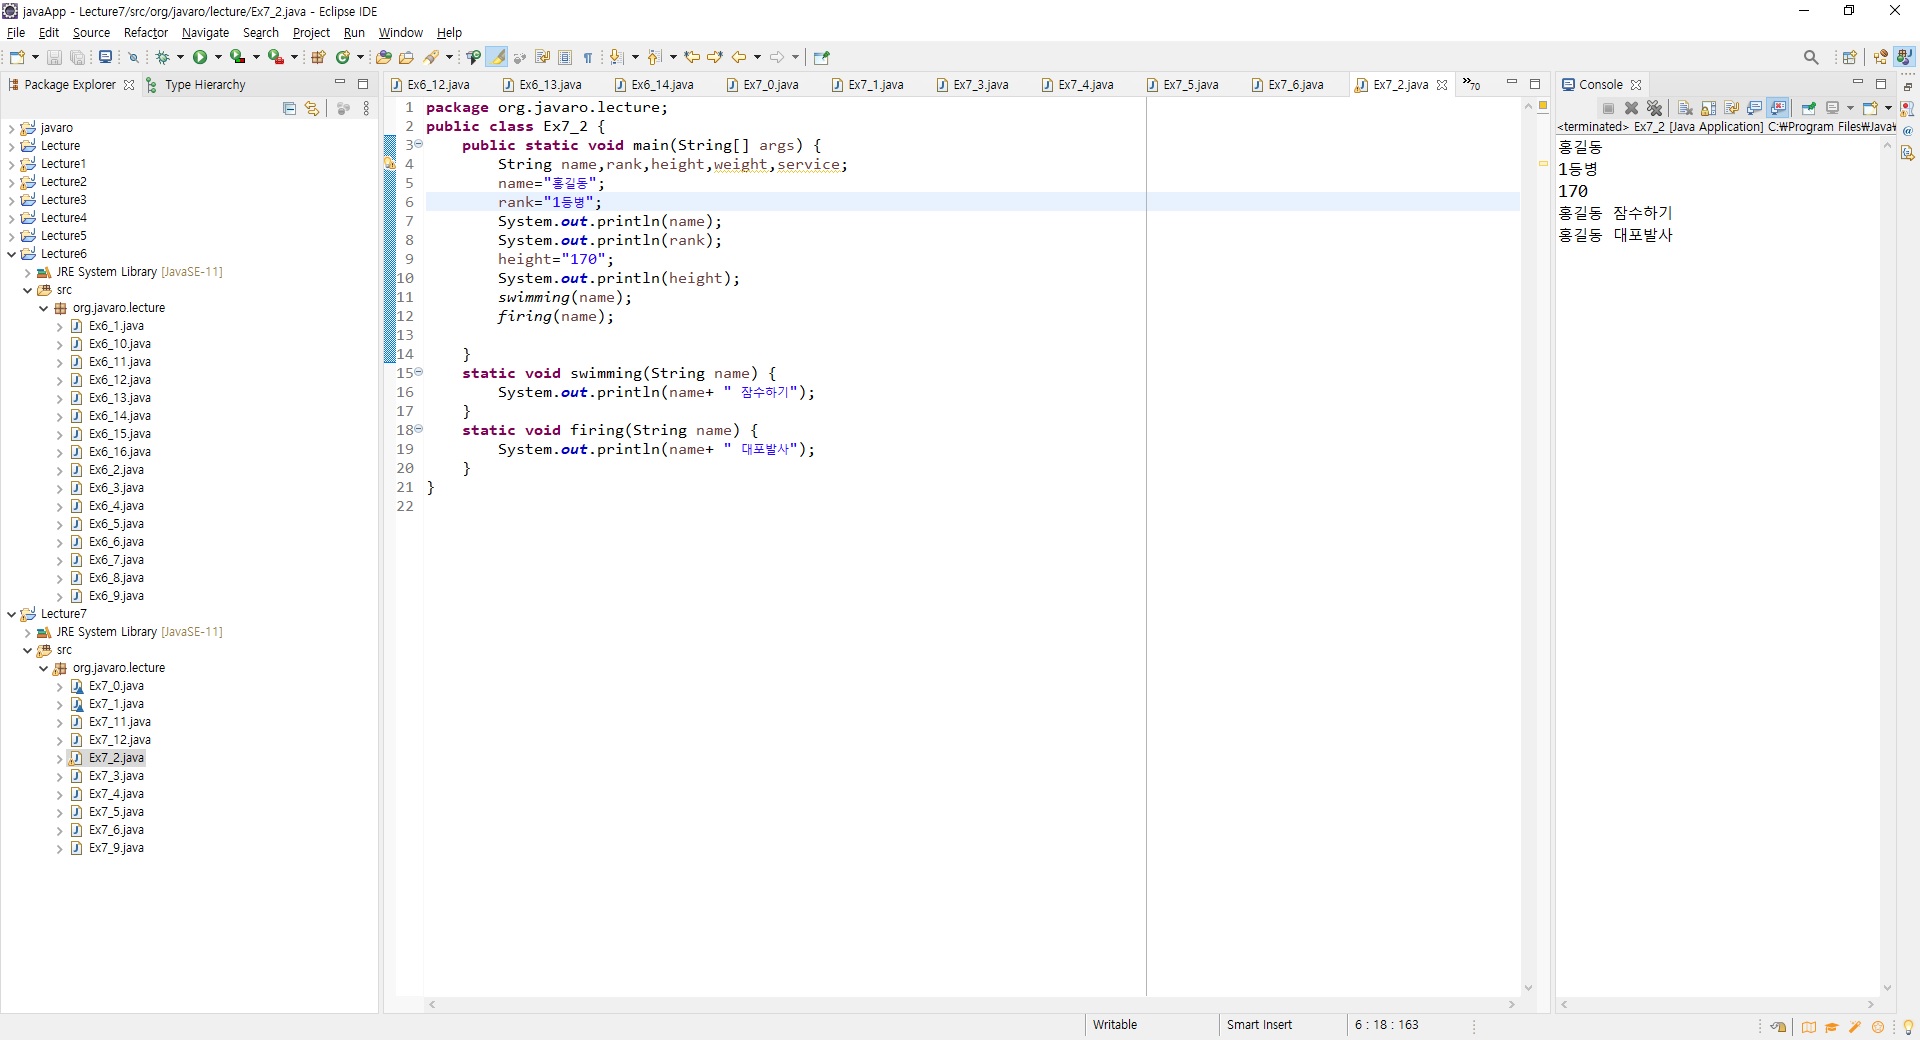 javaApp - Lecture7/src/org/javaro/lecture/Ex7_2.java - Eclipse IDE
File Edit Source Refactor Navigate Search Project Run Window Help
Package Explorer Type Hierarchy
javaro
Lecture
Lecture1
Lecture2
Lecture3
Lecture4
Lecture5
Lecture6
JRE System Library [JavaSE-11]
src
org.javaro.lecture
Ex6_1.java
Ex6_10.java
Ex6_11.java
Ex6_12.java
Ex6_13.java
Ex6_14.java
Ex6_15.java
Ex6_16.java
Ex6_2.java
Ex6_3.java
Ex6_4.java
Ex6_5.java
Ex6_6.java
Ex6_7.java
Ex6_8.java
Ex6_9.java
Lecture7
JRE System Library [JavaSE-11]
src
org.javaro.lecture
Ex7_0.java
Ex7_1.java
Ex7_11.java
Ex7_12.java
Ex7_2.java
Ex7_3.java
Ex7_4.java
Ex7_5.java
Ex7_6.java
Ex7_9.java
Ex6_12.java Ex6_13.java Ex6_14.java Ex7_0.java Ex7_1.java Ex7_3.java Ex7_4.java Ex7_5.java Ex7_6.java Ex7_2.java »70
1 package org.javaro.lecture;
2 public class Ex7_2 {
3 public static void main(String[] args) {
4 String name,rank,height,weight,service;
5 name="홍길동";
6 rank="1등병";
7 System.out.println(name);
8 System.out.println(rank);
9 height="170";
10 System.out.println(height);
11 swimming(name);
12 firing(name);
13
14 }
15 static void swimming(String name) {
16 System.out.println(name+ " 잠수하기");
17 }
18 static void firing(String name) {
19 System.out.println(name+ " 대포발사");
20 }
21 }
22
Console
<terminated> Ex7_2 [Java Application] C:₩Program Files₩Java₩
홍길동
1등병
170
홍길동 잠수하기
홍길동 대포발사
Writable Smart Insert 6 : 18 : 163